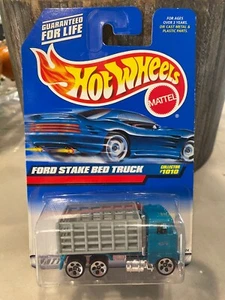 GUARANTEED
FOR LIFE
FOR AGES
OVER 3 YEARS.
DIE CAST METAL &
PLASTIC PARTS
Hot Wheels
MATTEL
FORD STAKE BED TRUCK
COLLECTOR
#1010